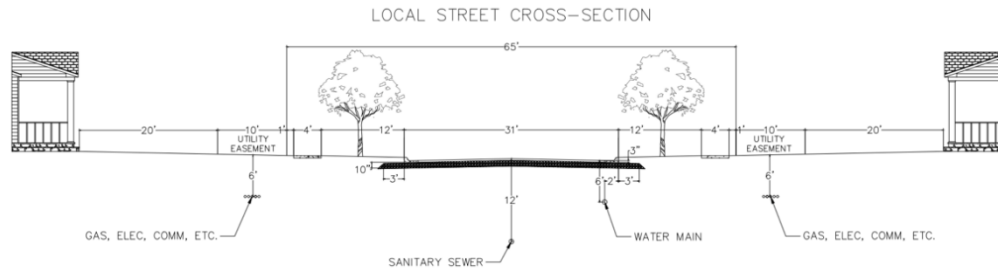 LOCAL STREET CROSS-SECTION
65'
20'
10'
1'
4'
12'
31'
12'
4'
1'
10'
20'
UTILITY
EASEMENT
UTILITY
EASEMENT
3"
10"
3'
6'
2'
3'
6'
6'
12'
GAS, ELEC, COMM, ETC.
WATER MAIN
GAS, ELEC, COMM, ETC.
SANITARY SEWER